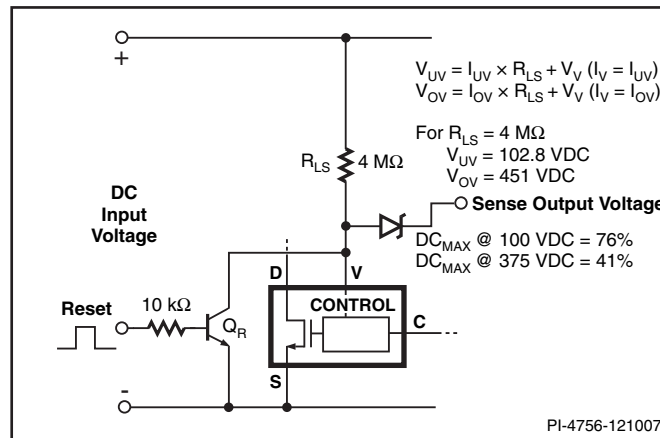 +
V_UV = I_UV × R_LS + V_V (I_V = I_UV)
V_OV = I_OV × R_LS + V_V (I_V = I_OV)
For R_LS = 4 MΩ
V_UV = 102.8 VDC
V_OV = 451 VDC
R_LS 4 MΩ
DC
Input
Voltage
Sense Output Voltage
DC_MAX @ 100 VDC = 76%
DC_MAX @ 375 VDC = 41%
D V
CONTROL
C
Reset
10 kΩ
Q_R
S
-
PI-4756-121007